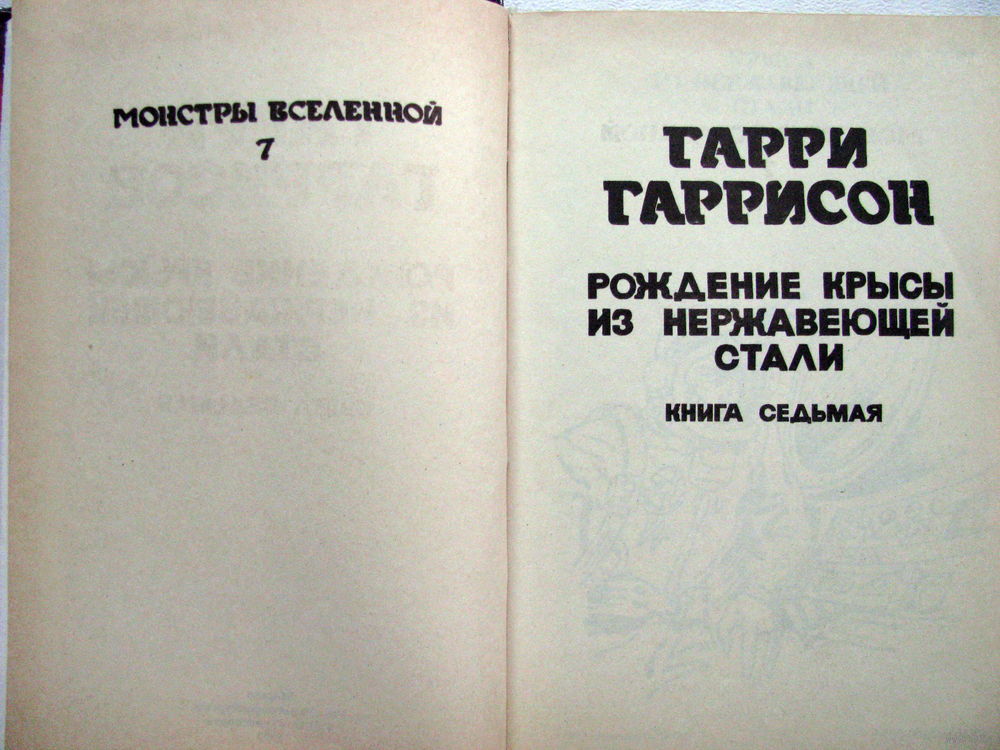 МОНСТРЫ ВСЕЛЕННОЙ
7
ГАРРИ
ГАРРИСОН
РОЖДЕНИЕ КРЫСЫ
ИЗ НЕРЖАВЕЮЩЕЙ
СТАЛИ
КНИГА СЕДЬМАЯ